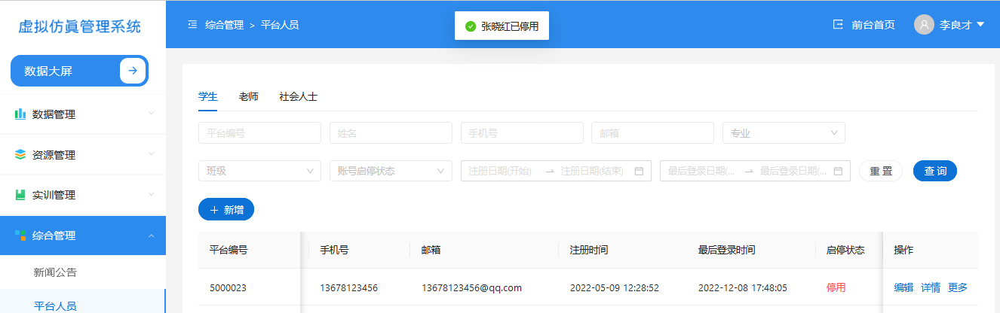 虚拟仿真管理系统
综合管理 > 平台人员
张晓红已停用
前台首页
李良才
数据大屏
数据管理
资源管理
实训管理
综合管理
新闻公告
平台人员
学生 老师 社会人士
平台编号 姓名 手机号 邮箱 专业
班级 账号启停状态 注册日期(开始) → 注册日期(结束) 最后登录日期(... → 最后登录日期(... 重置 查询
+ 新增
平台编号 手机号 邮箱 注册时间 最后登录时间 启停状态 操作
5000023 13678123456 13678123456@qq.com 2022-05-09 12:28:52 2022-12-08 17:48:05 停用 编辑 详情 更多